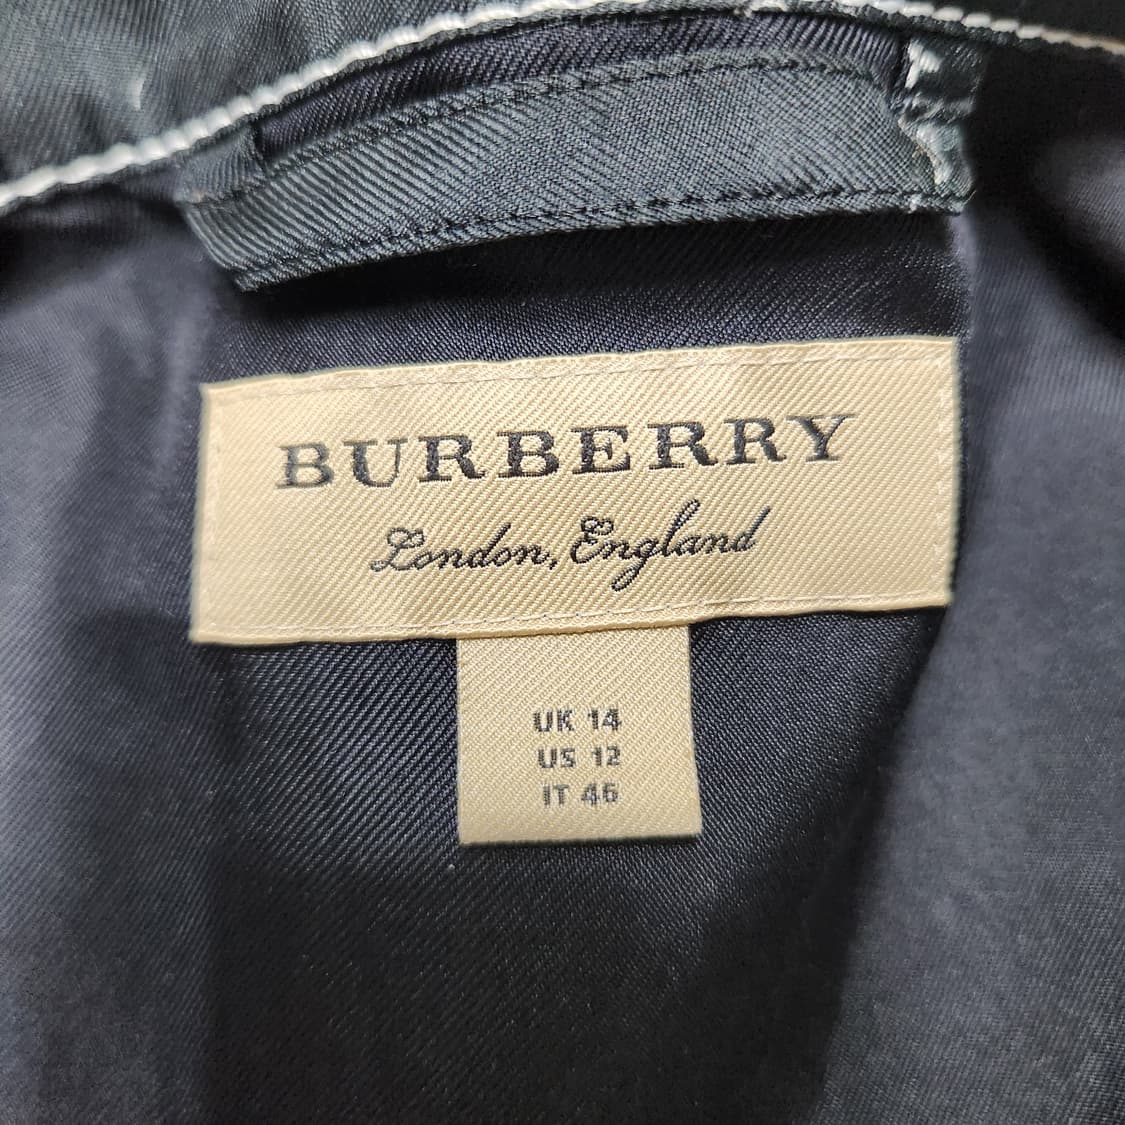 BURBERRY
London, England
UK 14
US 12
IT 46